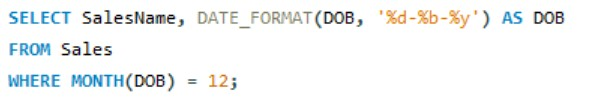 SELECT SalesName, DATE_FORMAT(DOB, '%d-%b-%y') AS DOB
FROM Sales
WHERE MONTH(DOB) = 12;